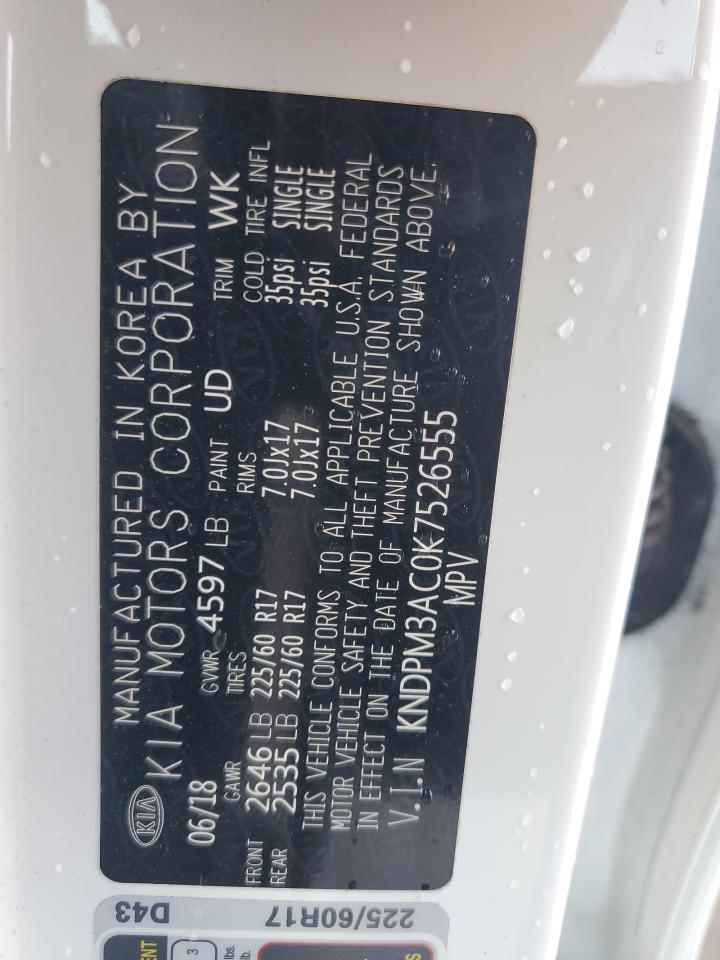 MANUFACTURED IN KOREA BY
KIA KIA MOTORS CORPORATION
06/18 GVWR 4597 LB PAINT UD TRIM WK
GAWR TIRES RIMS COLD TIRE INFL
FRONT 2646 LB 225/60 R17 7.0JX17 35psi SINGLE
REAR 2535 LB 225/60 R17 7.0JX17 35psi SINGLE
THIS VEHICLE CONFORMS TO ALL APPLICABLE U.S.A. FEDERAL
MOTOR VEHICLE SAFETY AND THEFT PREVENTION STANDARDS
IN EFFECT ON THE DATE OF MANUFACTURE SHOWN ABOVE.
V.I.N KNDPM3AC0K7526555
MPV
225/60R17 D43
3
lbs.